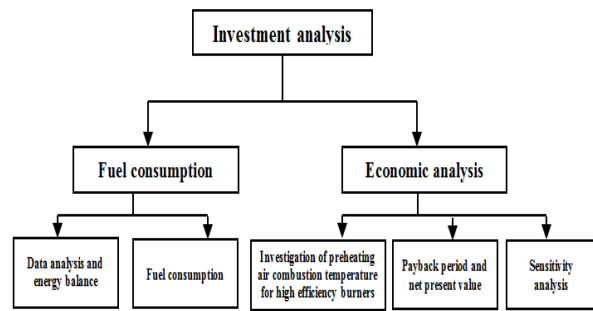 Investment analysis
Fuel consumption
Economic analysis
Data analysis and
energy balance
Fuel consumption
Investigation of preheating
air combustion temperature
for high efficiency burners
Payback period and
net present value
Sensitivity
analysis